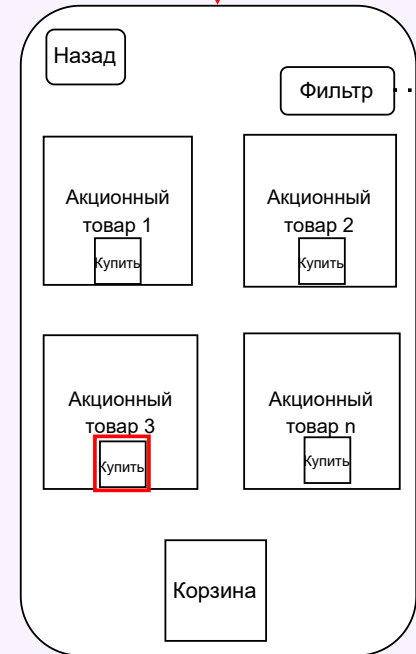 Назад
Фильтр
Акционный
товар 1
Купить
Акционный
товар 2
Купить
Акционный
товар 3
Купить
Акционный
товар n
Купить
Корзина